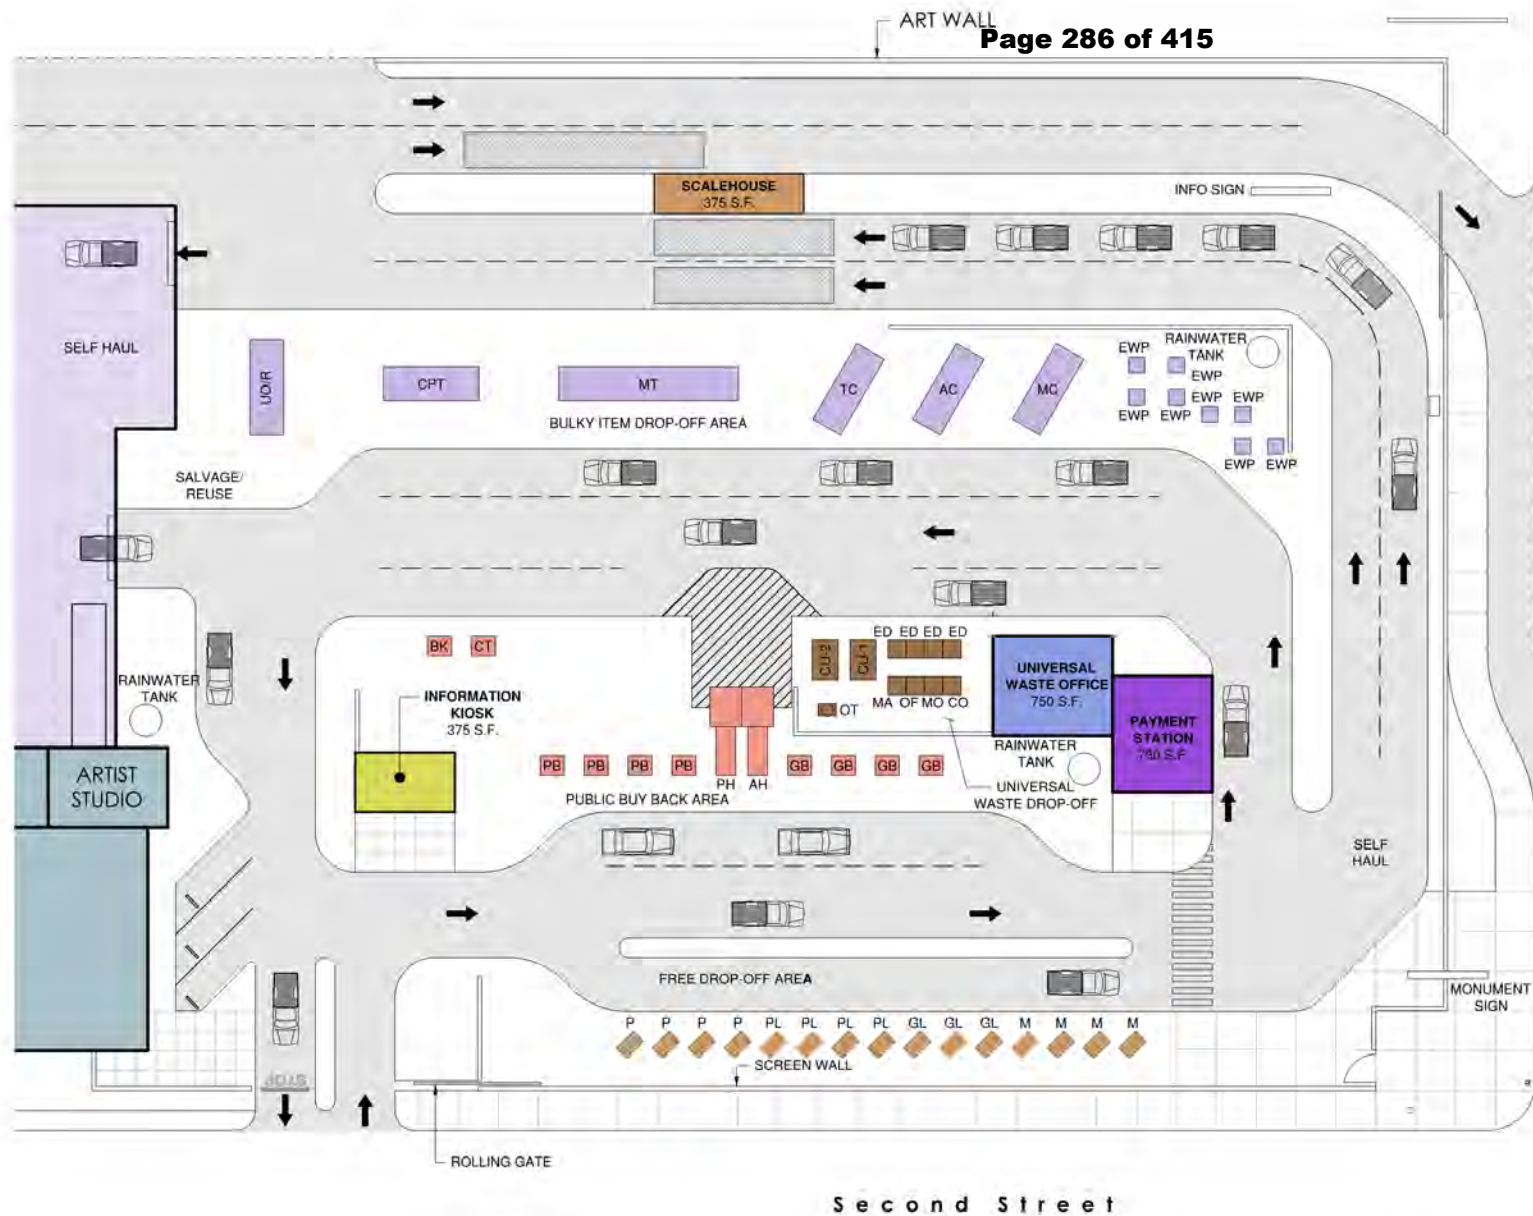 ART WALL
Page 286 of 415
SCALEHOUSE
375 S.F.
INFO SIGN
SELF HAUL
UD/R
CPT
MT
TC
AC
MC
BULKY ITEM DROP-OFF AREA
EWP
RAINWATER
TANK
EWP
EWP EWP
EWP EWP
EWP EWP
SALVAGE/
REUSE
RAINWATER
TANK
BK CT
INFORMATION
KIOSK
375 S.F.
ED ED ED ED
CU-2 CU-1
MA OF MO CO
OT
UNIVERSAL
WASTE OFFICE
750 S.F.
PAYMENT
STATION
RAINWATER
TANK
PB PB PB PB
PH AH
GB GB GB GB
PUBLIC BUY BACK AREA
UNIVERSAL
WASTE DROP-OFF
ARTIST
STUDIO
SELF
HAUL
FREE DROP-OFF AREA
MONUMENT
SIGN
P P P P PL PL PL PL GL GL GL M M M M
SCREEN WALL
STOP
ROLLING GATE
Second Street